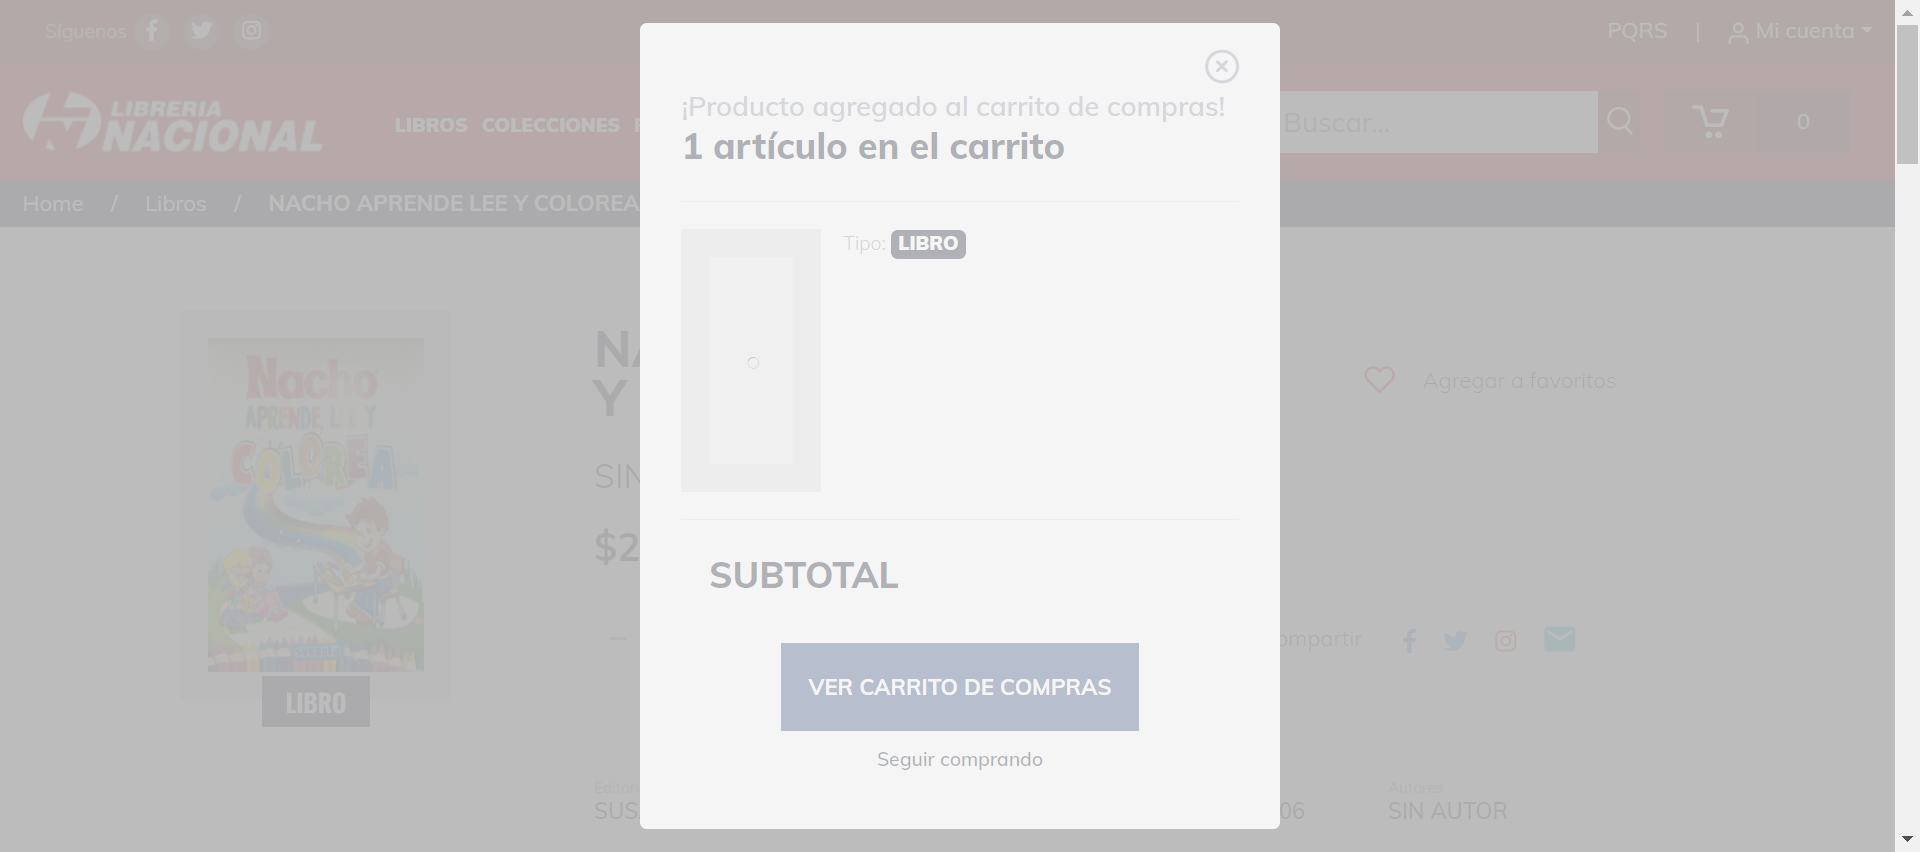 Síguenos
PQRS | Mi cuenta
LIBRERIA
NACIONAL
LIBROS COLECCIONES
Buscar...
0
Home / Libros / NACHO APRENDE LEE Y COLOREA
¡Producto agregado al carrito de compras!
1 artículo en el carrito
Tipo: LIBRO
SUBTOTAL
VER CARRITO DE COMPRAS
Seguir comprando
Nacho
APRENDE, LEE Y
COLOREA
LIBRO
Y
SIN
$2
Agregar a favoritos
ompartir
Editori
SUS
06
Autores
SIN AUTOR